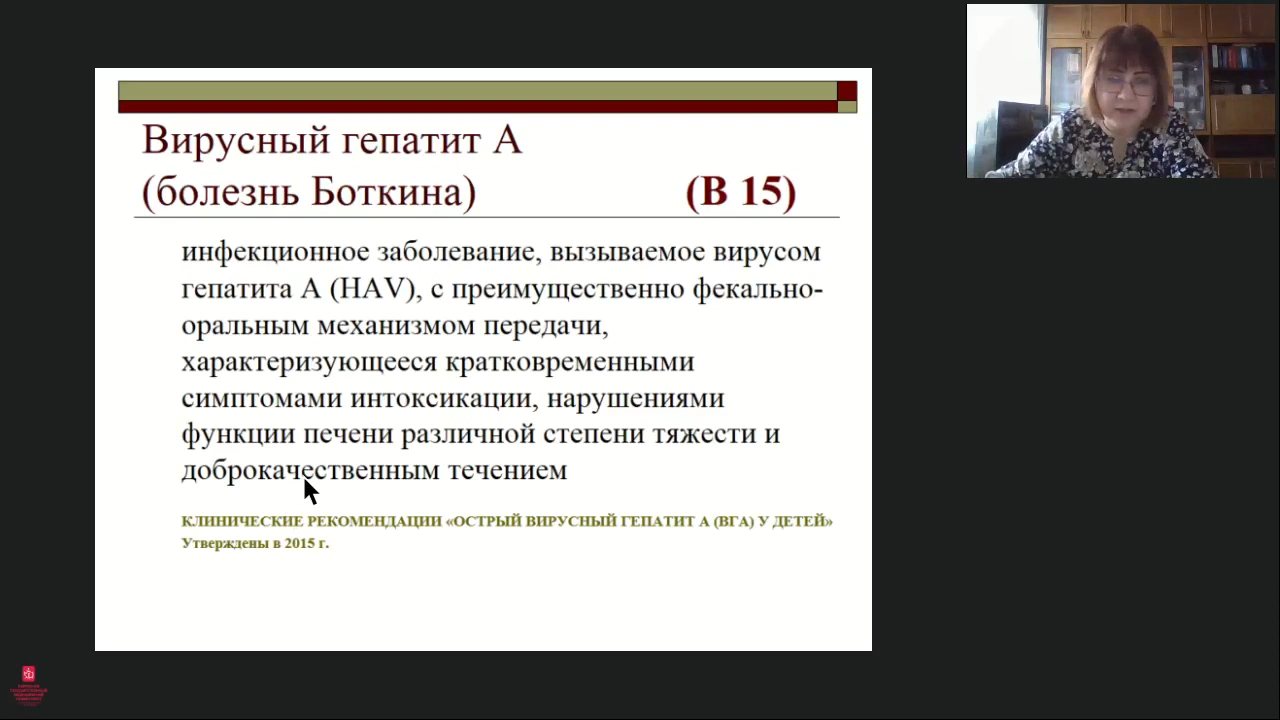 Вирусный гепатит А
(болезнь Боткина) (В 15)
инфекционное заболевание, вызываемое вирусом
гепатита А (HAV), с преимущественно фекально-
оральным механизмом передачи,
характеризующееся кратковременными
симптомами интоксикации, нарушениями
функции печени различной степени тяжести и
доброкачественным течением
КЛИНИЧЕСКИЕ РЕКОМЕНДАЦИИ «ОСТРЫЙ ВИРУСНЫЙ ГЕПАТИТ А (ВГА) У ДЕТЕЙ»
Утверждены в 2015 г.